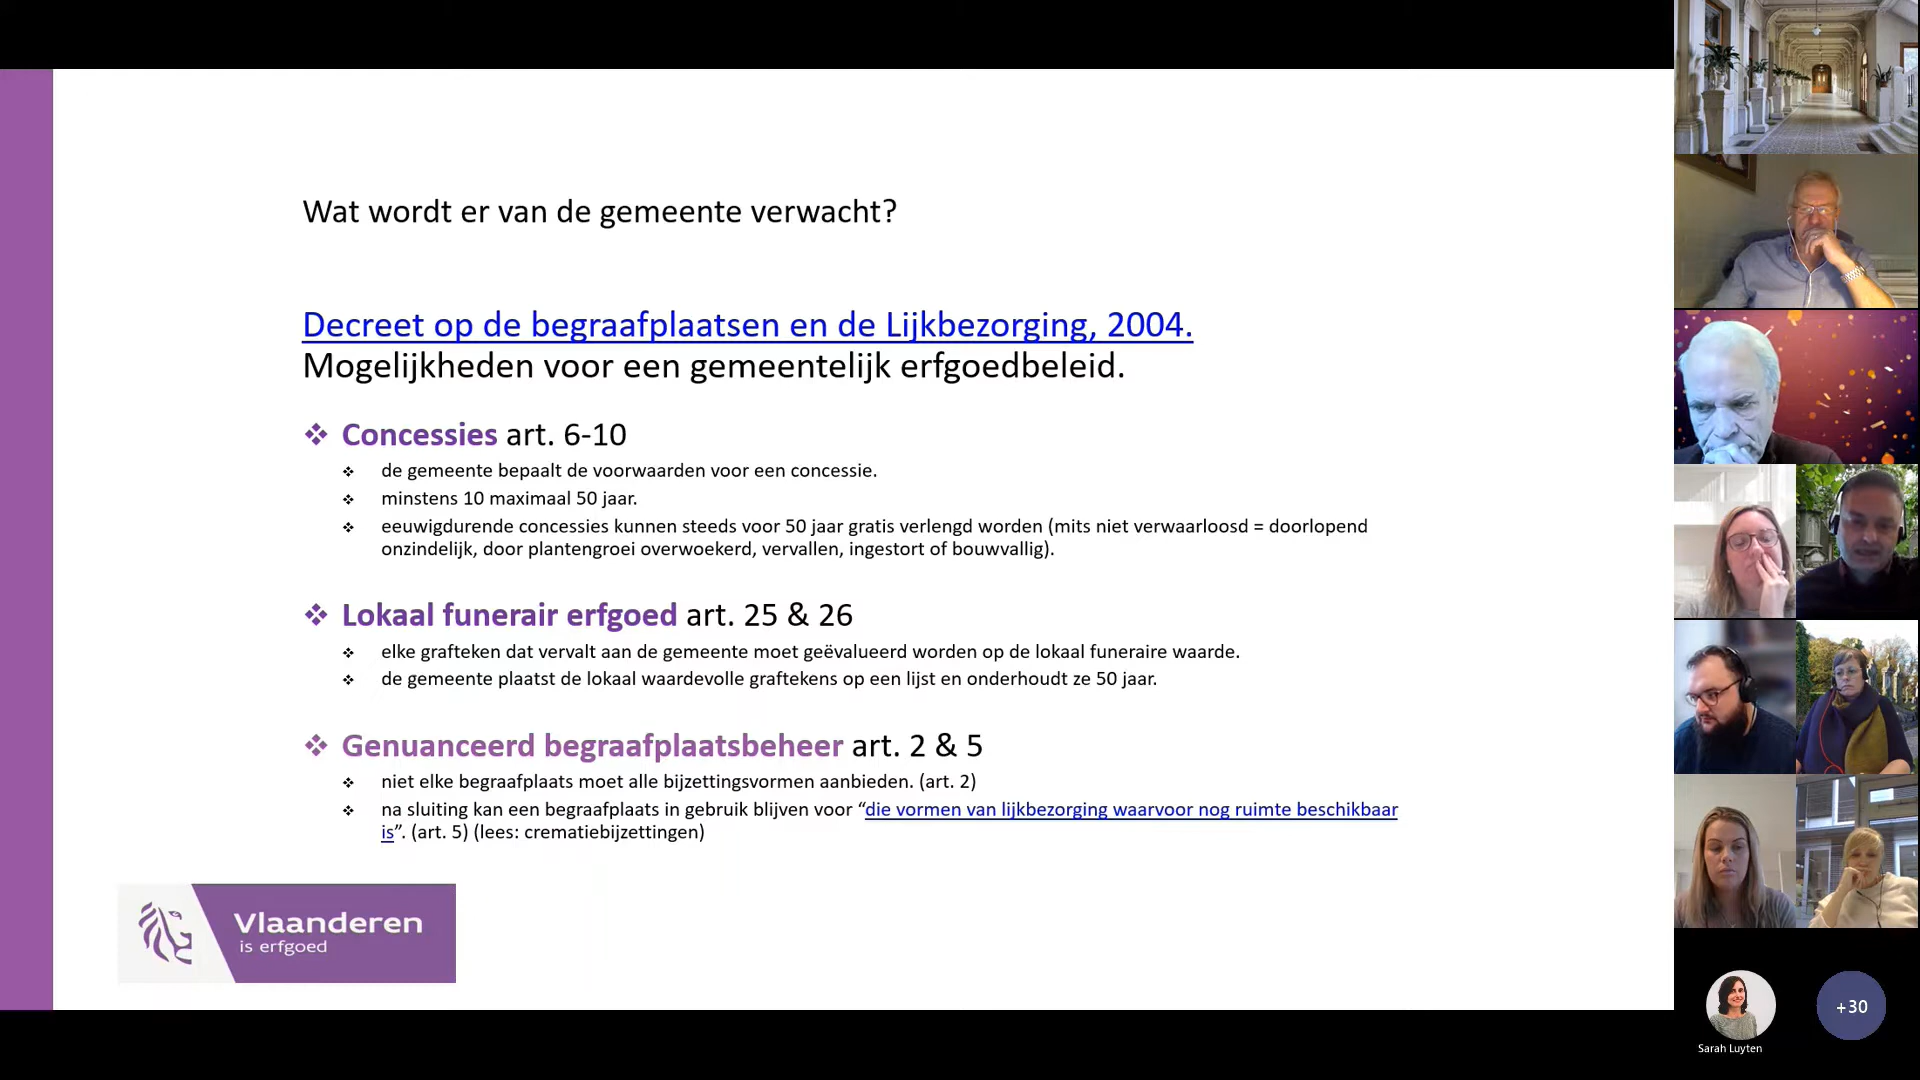 Wat wordt er van de gemeente verwacht?
Decreet op de begraafplaatsen en de Lijkbezorging, 2004.
Mogelijkheden voor een gemeentelijk erfgoedbeleid.
❖ Concessies art. 6-10
❖ de gemeente bepaalt de voorwaarden voor een concessie.
❖ minstens 10 maximaal 50 jaar.
❖ eeuwigdurende concessies kunnen steeds voor 50 jaar gratis verlengd worden (mits niet verwaarloosd = doorlopend
onzindelijk, door plantengroei overwoekerd, vervallen, ingestort of bouwvallig).
❖ Lokaal funerair erfgoed art. 25 & 26
❖ elke grafteken dat vervalt aan de gemeente moet geëvalueerd worden op de lokaal funeraire waarde.
❖ de gemeente plaatst de lokaal waardevolle graftekens op een lijst en onderhoudt ze 50 jaar.
❖ Genuanceerd begraafplaatsbeheer art. 2 & 5
❖ niet elke begraafplaats moet alle bijzettingsvormen aanbieden. (art. 2)
❖ na sluiting kan een begraafplaats in gebruik blijven voor “die vormen van lijkbezorging waarvoor nog ruimte beschikbaar
is”. (art. 5) (lees: crematiebijzettingen)
Vlaanderen
is erfgoed
+30
Sarah Luyten